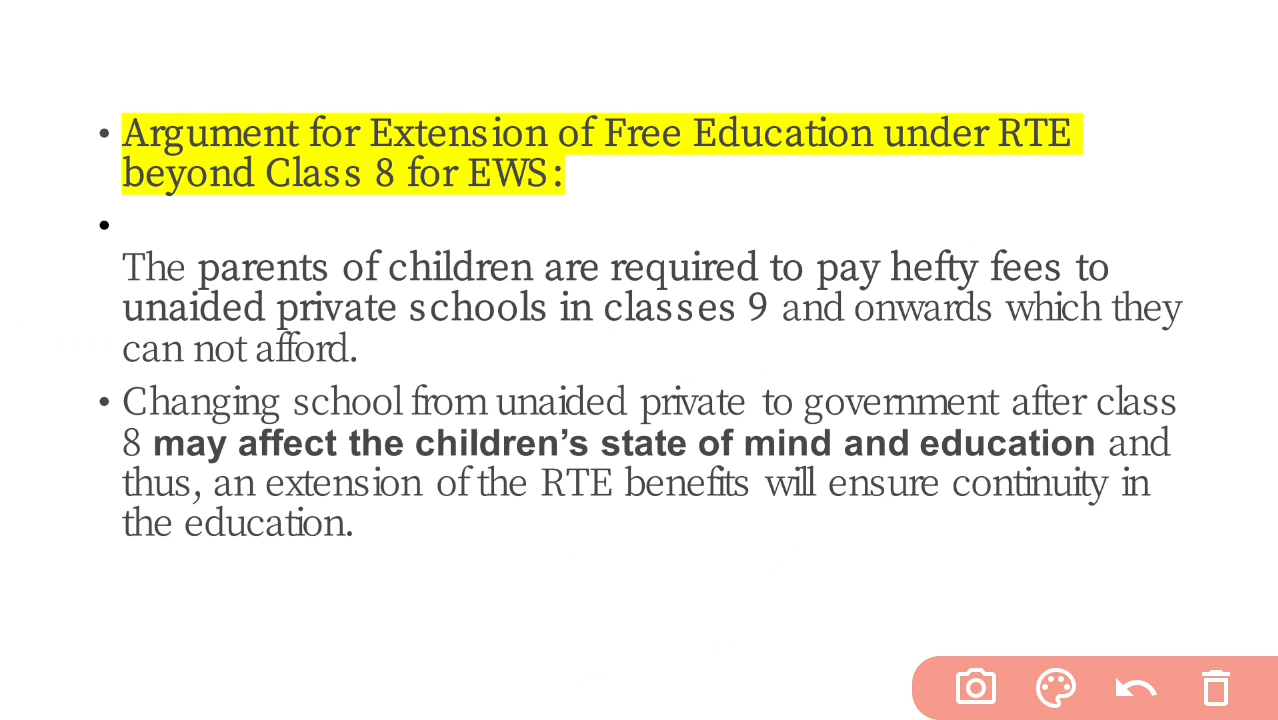 • Argument for Extension of Free Education under RTE
beyond Class 8 for EWS:
•
The parents of children are required to pay hefty fees to
unaided private schools in classes 9 and onwards which they
can not afford.
• Changing school from unaided private to government after class
8 may affect the children’s state of mind and education and
thus, an extension of the RTE benefits will ensure continuity in
the education.